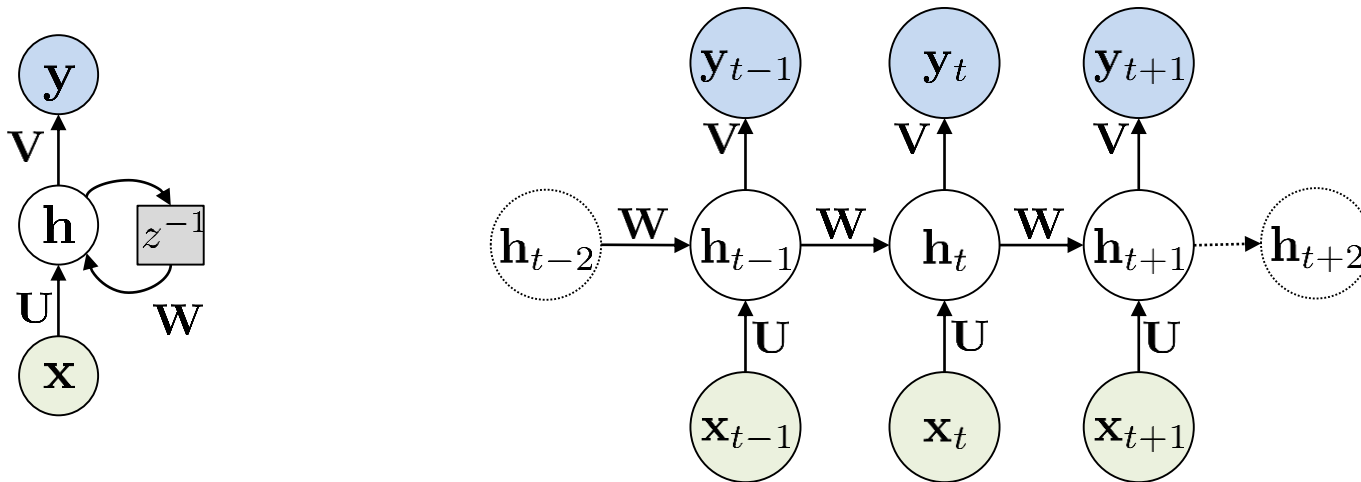 y
V
h z^{-1}
U W
x
y_{t-1} y_t y_{t+1}
V V V
W W W
h_{t-2} h_{t-1} h_t h_{t+1} h_{t+2}
U U U
x_{t-1} x_t x_{t+1}